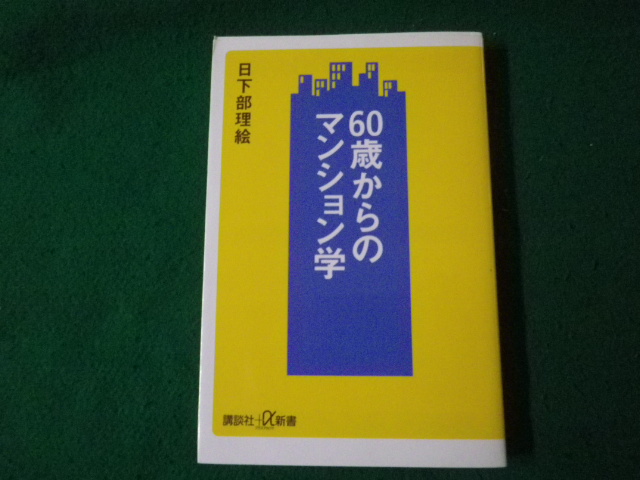 60歳からの
マンション学
日下部理絵
講談社+α新書